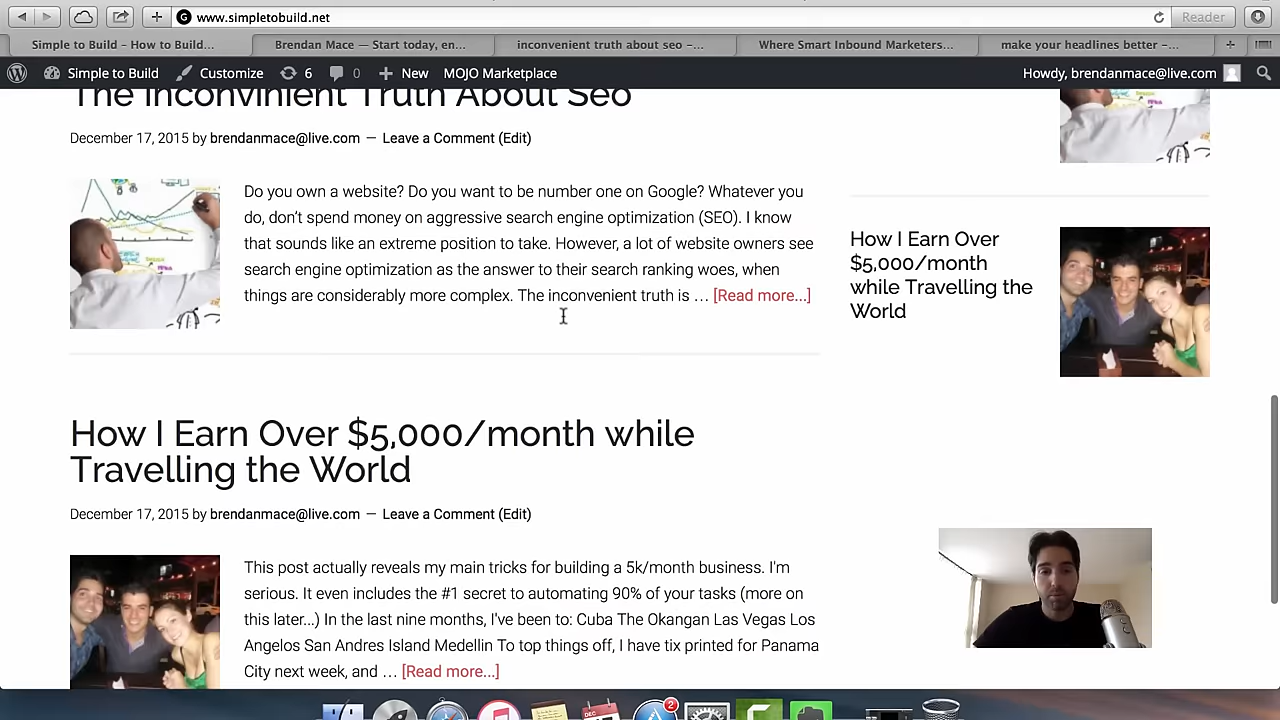 www.simpletobuild.net
Reader
Simple to Build – How to Build...
Brendan Mace — Start today, en...
inconvenient truth about seo –...
Where Smart Inbound Marketers...
make your headlines better –...
Simple to Build
Customize
6
0
New
MOJO Marketplace
Howdy, brendanmace@live.com
The Inconvinient Truth About Seo
December 17, 2015 by brendanmace@live.com — Leave a Comment (Edit)
Do you own a website? Do you want to be number one on Google? Whatever you
do, don't spend money on aggressive search engine optimization (SEO). I know
that sounds like an extreme position to take. However, a lot of website owners see
search engine optimization as the answer to their search ranking woes, when
things are considerably more complex. The inconvenient truth is … [Read more...]
How I Earn Over
$5,000/month
while Travelling the
World
How I Earn Over $5,000/month while
Travelling the World
December 17, 2015 by brendanmace@live.com — Leave a Comment (Edit)
This post actually reveals my main tricks for building a 5k/month business. I'm
serious. It even includes the #1 secret to automating 90% of your tasks (more on
this later...) In the last nine months, I've been to: Cuba The Okangan Las Vegas Los
Angelos San Andres Island Medellin To top things off, I have tix printed for Panama
City next week, and … [Read more...]
DEC
2